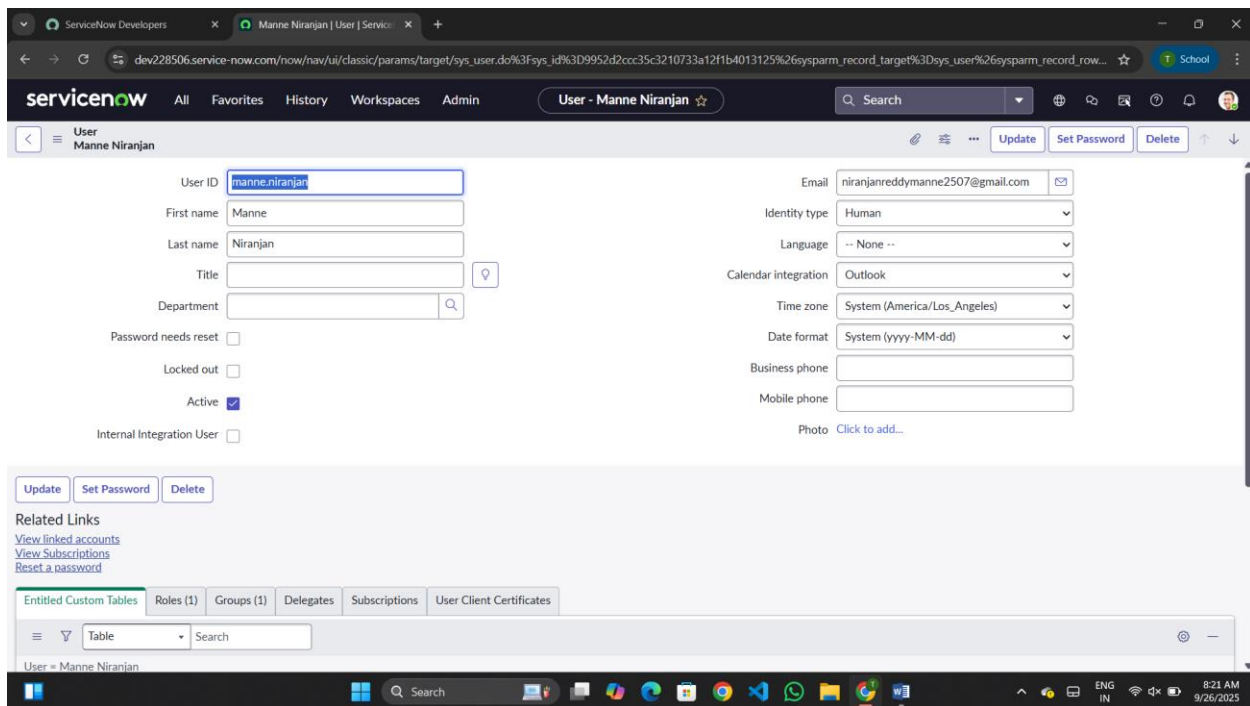 ServiceNow Developers
Manne Niranjan | User | Service
dev228506.service-now.com/now/nav/ui/classic/params/target/sys_user.do%3Fsys_id%3D9952d2ccc35c3210733a12f1b4013125%26sysparm_record_target%3Dsys_user%26sysparm_record_row...
T School
servicenow All Favorites History Workspaces Admin User - Manne Niranjan Search
User
Manne Niranjan
Update Set Password Delete
User ID manne.niranjan Email niranjanreddymanne2507@gmail.com
First name Manne Identity type Human
Last name Niranjan Language -- None --
Title Calendar integration Outlook
Department Time zone System (America/Los_Angeles)
Password needs reset Date format System (yyyy-MM-dd)
Locked out Business phone
Active Mobile phone
Internal Integration User Photo Click to add...
Update Set Password Delete
Related Links
View linked accounts
View Subscriptions
Reset a password
Entitled Custom Tables Roles (1) Groups (1) Delegates Subscriptions User Client Certificates
Table Search
User = Manne Niranjan
Search ENG 8:21 AM
IN 9/26/2025